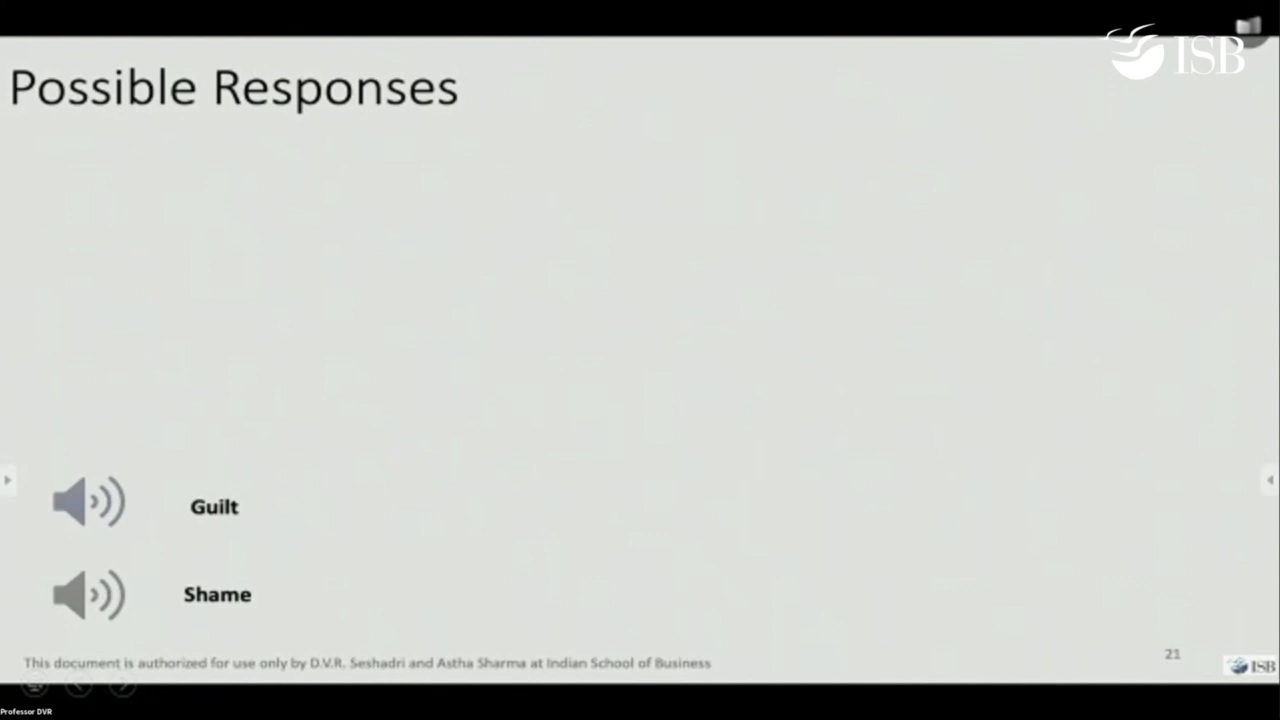 ISB
Possible Responses
Guilt
Shame
This document is authorized for use only by D.V.R. Seshadri and Astha Sharma at Indian School of Business
21
ISB
Professor DVR